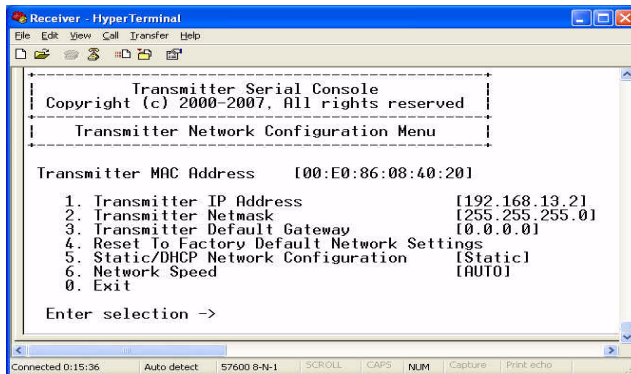 Receiver - HyperTerminal
File Edit View Call Transfer Help
Transmitter Serial Console
Copyright (c) 2000-2007, All rights reserved
Transmitter Network Configuration Menu
Transmitter MAC Address [00:E0:86:08:40:20]
1. Transmitter IP Address [192.168.13.2]
2. Transmitter Netmask [255.255.255.0]
3. Transmitter Default Gateway [0.0.0.0]
4. Reset To Factory Default Network Settings
5. Static/DHCP Network Configuration [Static]
6. Network Speed [AUTO]
0. Exit
Enter selection ->
Connected 0:15:36 Auto detect 57600 8-N-1 SCROLL CAPS NUM Capture Print echo